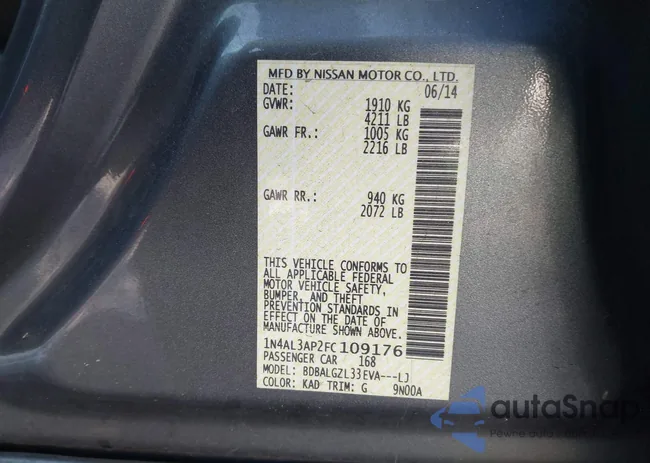 MFD BY NISSAN MOTOR CO., LTD.
DATE: 06/14
GVWR: 1910 KG
4211 LB
GAWR FR.: 1005 KG
2216 LB
GAWR RR.: 940 KG
2072 LB
THIS VEHICLE CONFORMS TO
ALL APPLICABLE FEDERAL
MOTOR VEHICLE SAFETY,
BUMPER, AND THEFT
PREVENTION STANDARDS IN
EFFECT ON THE DATE OF
MANUFACTURE SHOWN ABOVE.
1N4AL3AP2FC109176
PASSENGER CAR 168
MODEL: BDBALGZL33EVA---LJ
COLOR: KAD TRIM: G 9N00A
autoSnap
Pewne auto